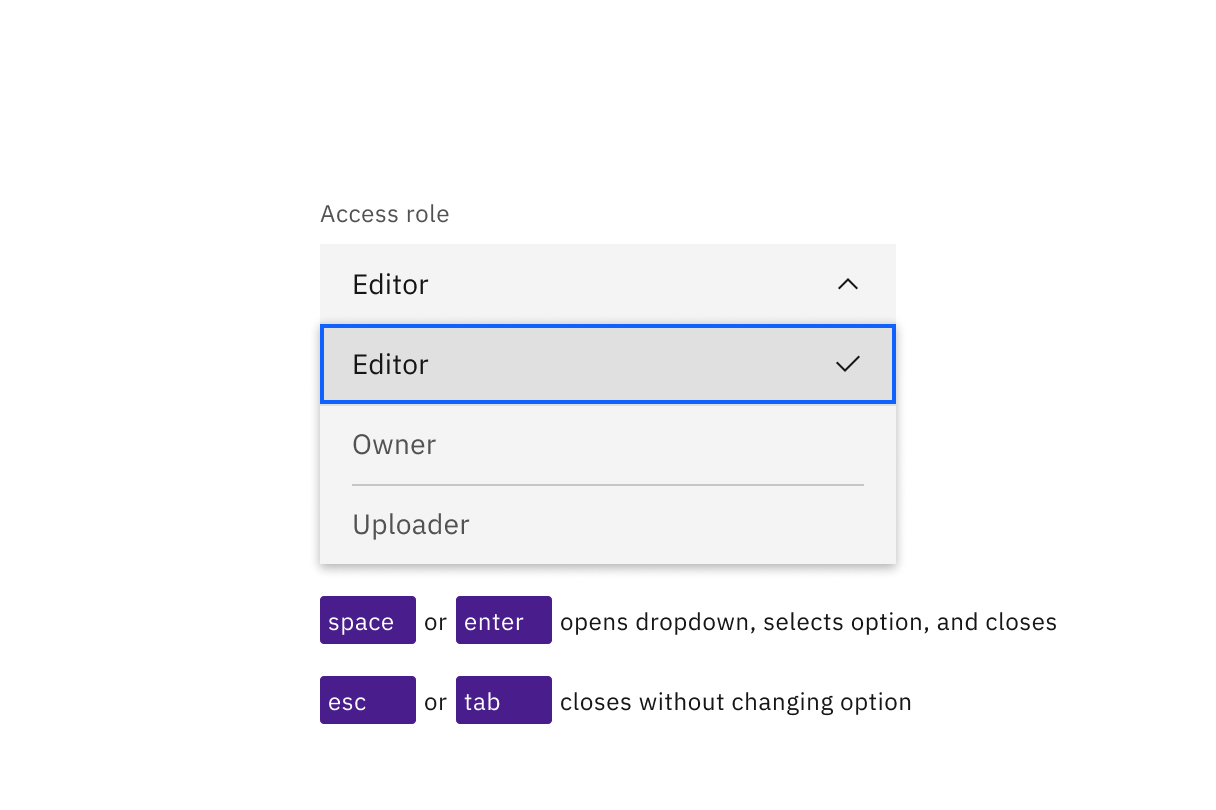 Access role
Editor
Editor
Owner
Uploader
space or enter opens dropdown, selects option, and closes
esc or tab closes without changing option